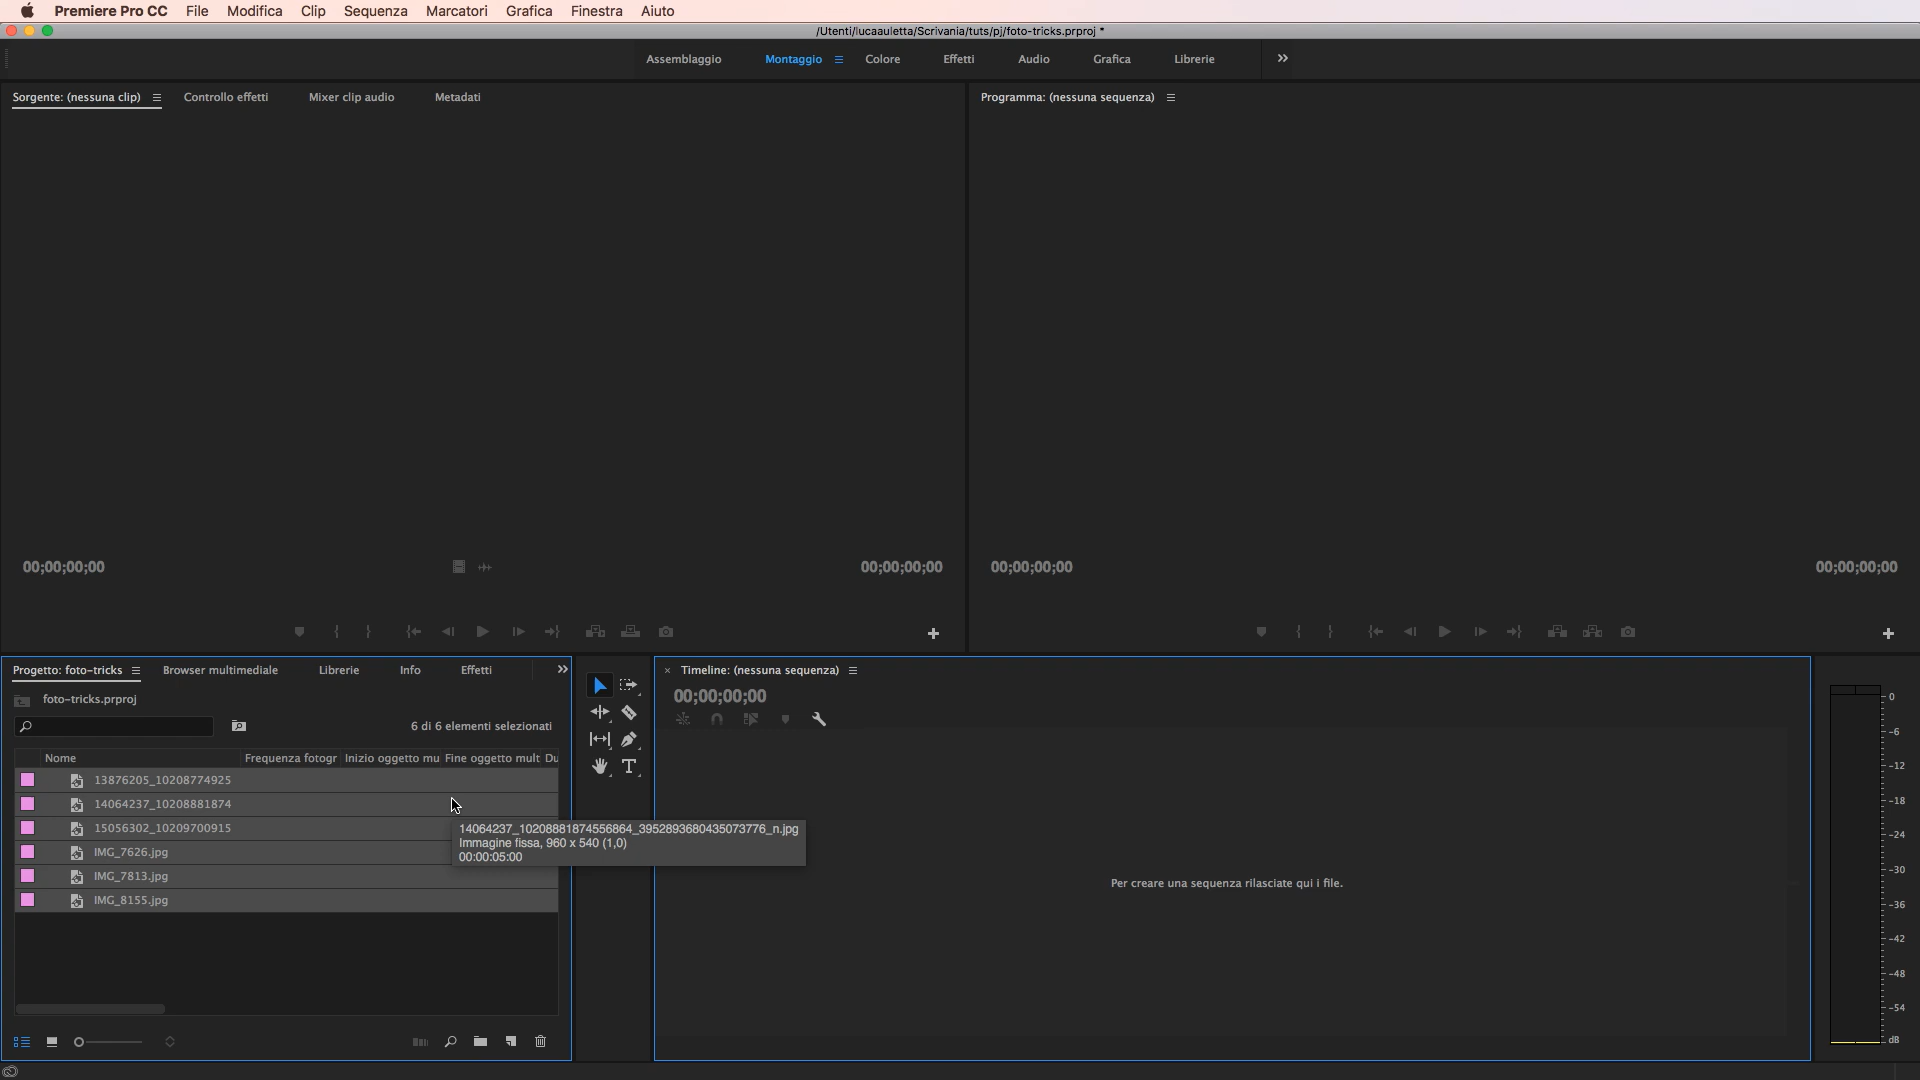 Premiere Pro CC File Modifica Clip Sequenza Marcatori Grafica Finestra Aiuto
/Utenti/lucaauletta/Scrivania/tuts/pj/foto-tricks.prproj *
Assemblaggio Montaggio Colore Effetti Audio Grafica Librerie
Sorgente: (nessuna clip) Controllo effetti Mixer clip audio Metadati
Programma: (nessuna sequenza)
00;00;00;00 00;00;00;00
00;00;00;00 00;00;00;00
Progetto: foto-tricks Browser multimediale Librerie Info Effetti
foto-tricks.prproj
6 di 6 elementi selezionati
Nome Frequenza fotogr Inizio oggetto mu Fine oggetto mult Du
13876205_10208774925
14064237_10208881874
15056302_10209700915
IMG_7626.jpg
IMG_7813.jpg
IMG_8155.jpg
14064237_10208881874556864_3952893680435073776_n.jpg
Immagine fissa, 960 x 540 (1,0)
00:00:05:00
Timeline: (nessuna sequenza)
00;00;00;00
Per creare una sequenza rilasciate qui i file.
0
-6
-12
-18
-24
-30
-36
-42
-48
-54
dB